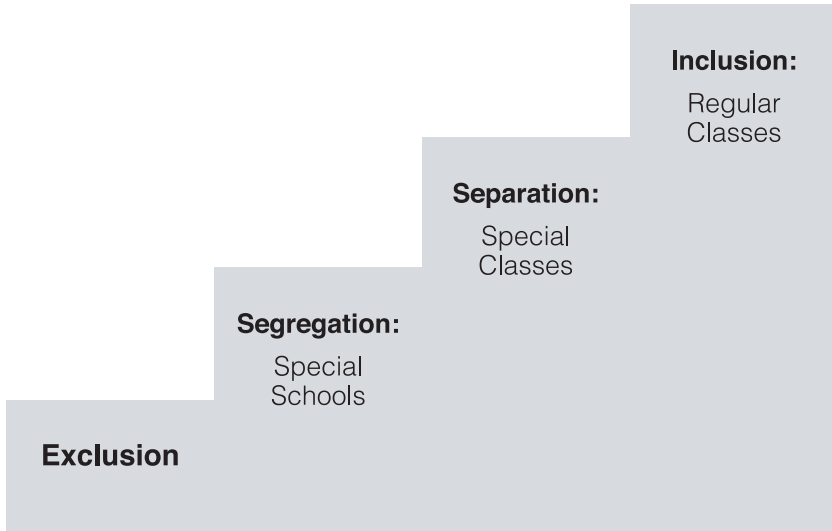 Inclusion:
Regular
Classes
Separation:
Special
Classes
Segregation:
Special
Schools
Exclusion